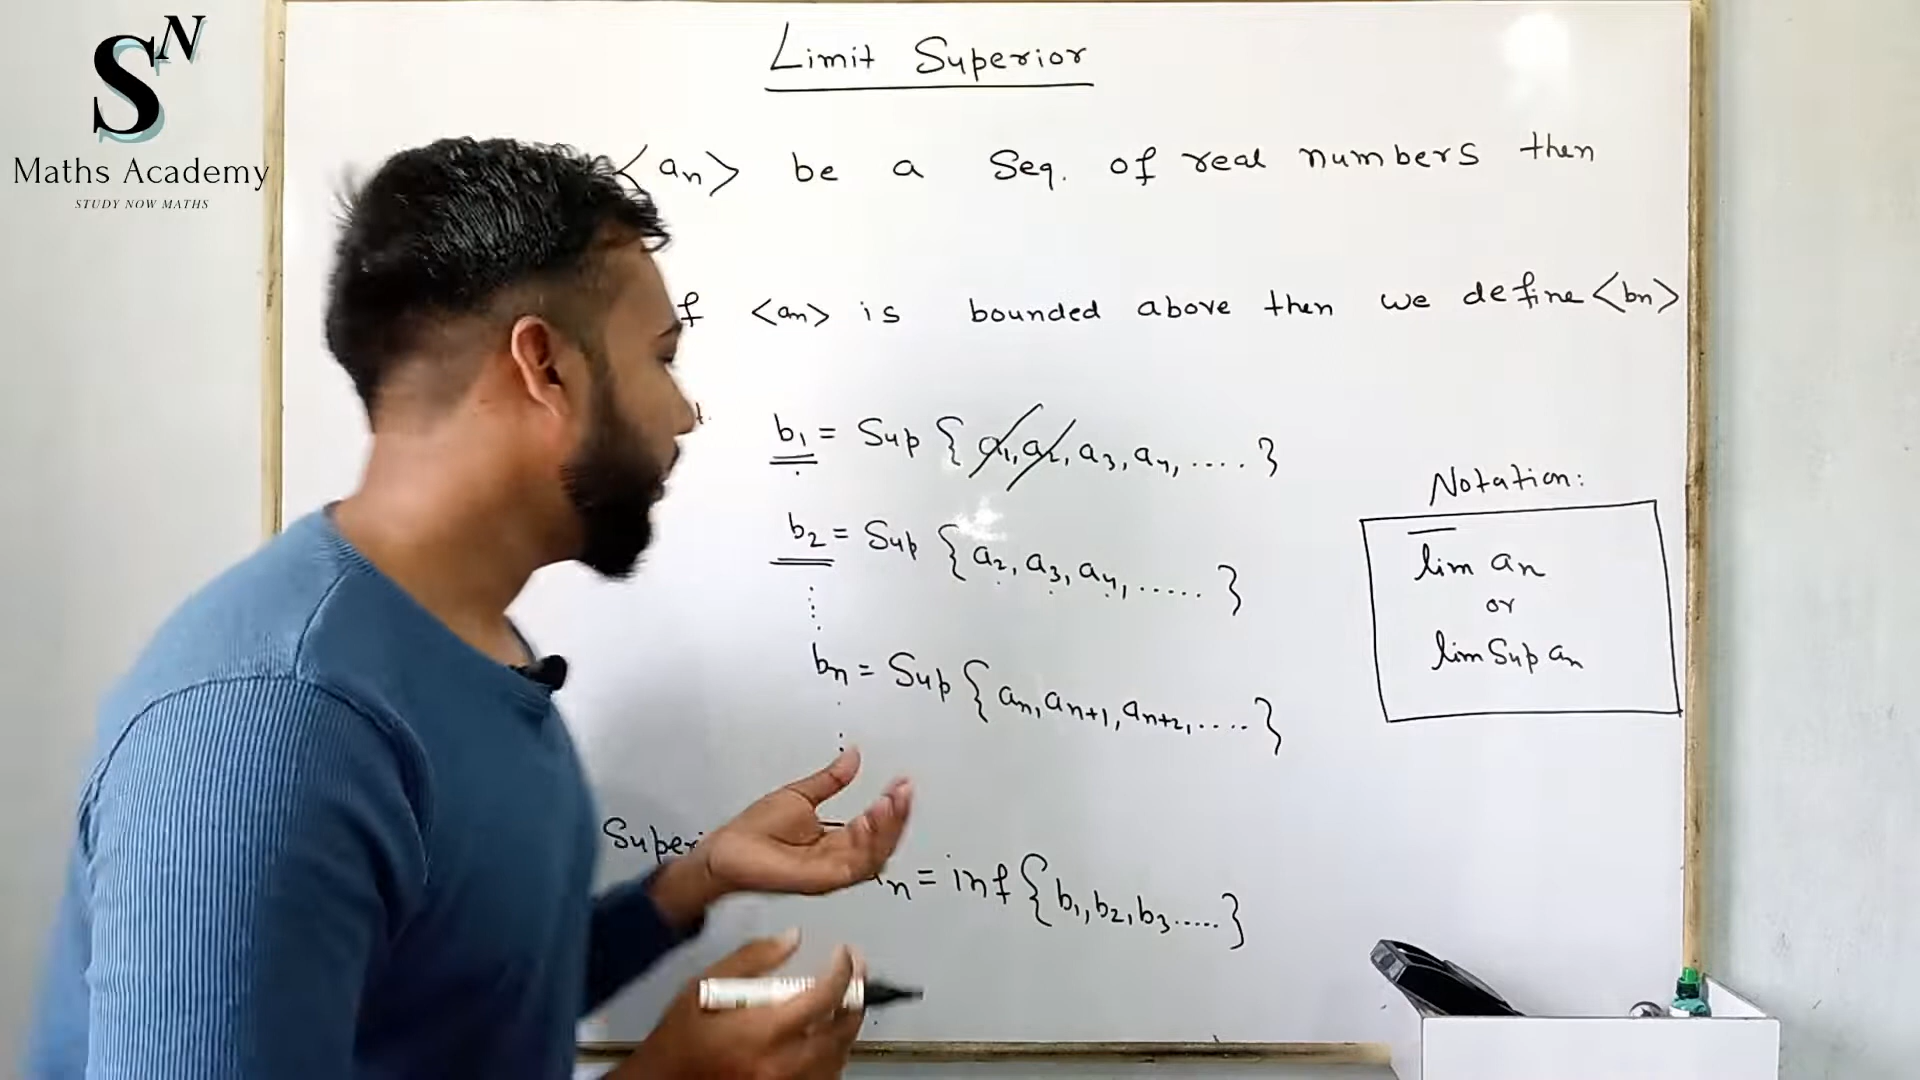 SN
Maths Academy
STUDY NOW MATHS
Limit Superior
<an> be a Seq. of real numbers then
f <an> is bounded above then we define <bn>
t.
b1 = Sup { a1, a2, a3, a4, .... }
b2 = Sup { a2, a3, a4, ...... }
bn = Sup { an, an+1, an+2, ..... }
Notation:
l̅i̅m̅ an
or
lim Sup an
Superi
n = inf { b1, b2, b3 ..... }